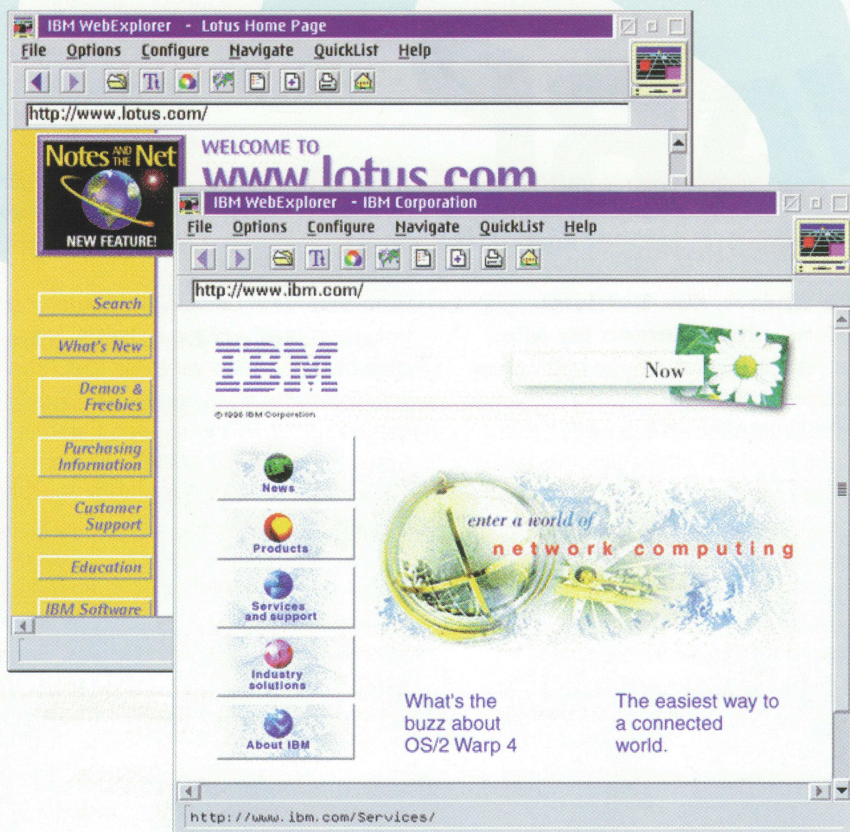 IBM WebExplorer - Lotus Home Page
File Options Configure Navigate QuickList Help
http://www.lotus.com/
Notes AND THE Net
NEW FEATURE!
WELCOME TO
www.lotus.com
Search
What's New
Demos &
Freebies
Purchasing
Information
Customer
Support
Education
IBM Software
IBM WebExplorer - IBM Corporation
File Options Configure Navigate QuickList Help
Tt
http://www.ibm.com/
IBM
Now
© 1996 IBM Corporation
News
Products
Services
and support
Industry
solutions
About IBM
enter a world of
network computing
What's the
buzz about
OS/2 Warp 4
The easiest way to
a connected
world.
http://www.ibm.com/Services/